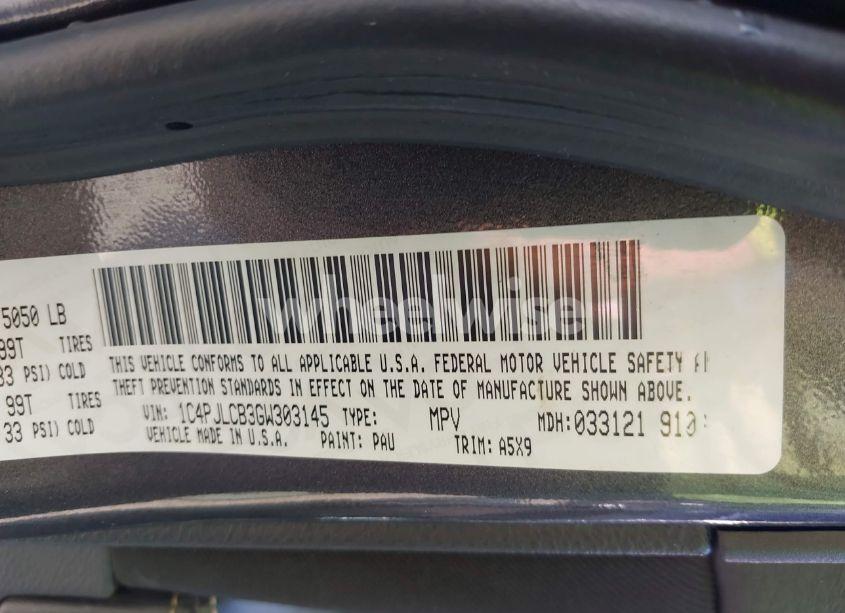 5050 LB
99T TIRES
33 PSI) COLD
99T TIRES
33 PSI) COLD
wheelwise
THIS VEHICLE CONFORMS TO ALL APPLICABLE U.S.A. FEDERAL MOTOR VEHICLE SAFETY
THEFT PREVENTION STANDARDS IN EFFECT ON THE DATE OF MANUFACTURE SHOWN ABOVE.
VIN: 1C4PJLCB3GW303145 TYPE: MPV MDH:033121 910
VEHICLE MADE IN U.S.A. PAINT: PAU TRIM: A5X9